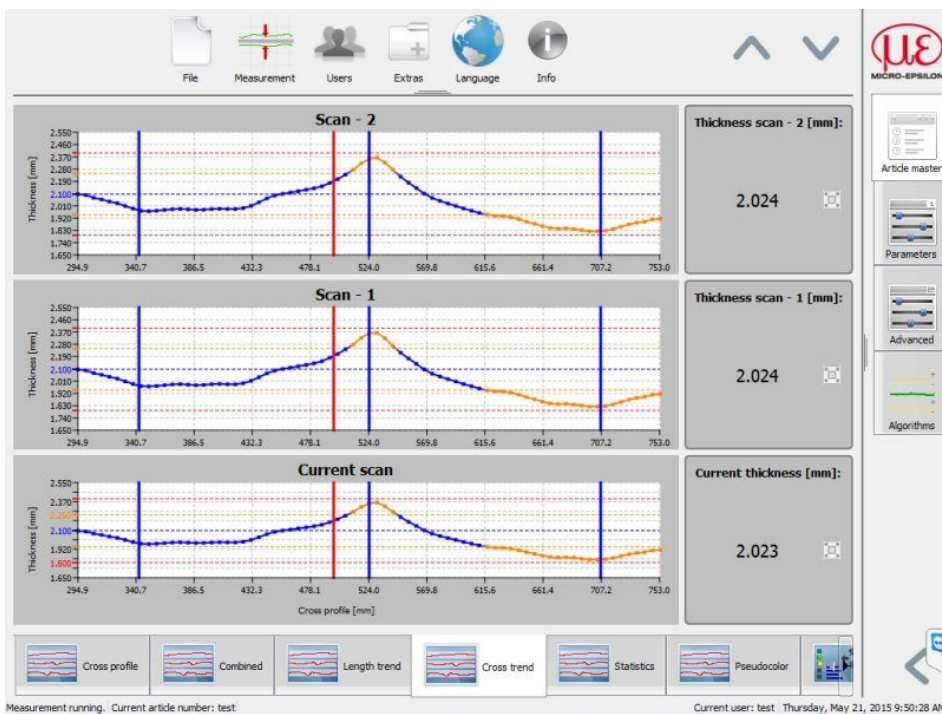 File Measurement Users Extras Language Info
με
MICRO-EPSILON
Scan - 2
Thickness [mm]
2.550
2.460
2.370
2.280
2.190
2.100
2.010
1.920
1.830
1.740
1.650
294.9 340.7 386.5 432.3 478.1 524.0 569.8 615.6 661.4 707.2 753.0
Thickness scan - 2 [mm]:
2.024
Scan - 1
Thickness [mm]
2.550
2.460
2.370
2.280
2.190
2.100
2.010
1.920
1.830
1.740
1.650
294.9 340.7 386.5 432.3 478.1 524.0 569.8 615.6 661.4 707.2 753.0
Thickness scan - 1 [mm]:
2.024
Current scan
Thickness [mm]
2.550
2.370
2.250
2.100
1.920
1.800
1.650
294.9 340.7 386.5 432.3 478.1 524.0 569.8 615.6 661.4 707.2 753.0
Cross profile [mm]
Current thickness [mm]:
2.023
Article master
Parameters
Advanced
Algorithms
Cross profile Combined Length trend Cross trend Statistics Pseudocolor
Measurement running. Current article number: test
Current user: test Thursday, May 21, 2015 9:50:28 AM